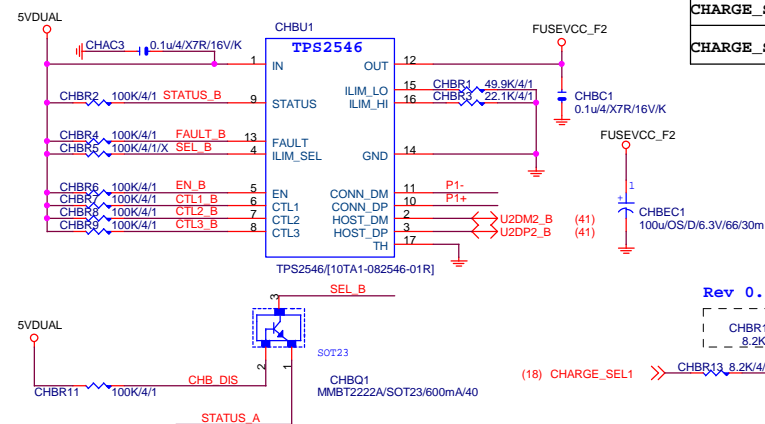 CHARGE_S
CHARGE_S
5VDUAL
CHBU1
TPS2546
FUSEVCC_F2
CHAC3 0.1u/4/X7R/16V/K
1 IN
OUT 12
ILIM_LO 15 CHBR1 49.9K/4/1
ILIM_HI 16 CHBR3 22.1K/4/1
CHBC1
0.1u/4/X7R/16V/K
CHBR2 100K/4/1 STATUS_B 9 STATUS
CHBR4 100K/4/1 FAULT_B 13 FAULT
CHBR5 100K/4/1/X SEL_B 4 ILIM_SEL
GND 14
FUSEVCC_F2
CHBR6 100K/4/1 EN_B 5 EN
CHBR7 100K/4/1 CTL1_B 6 CTL1
CHBR8 100K/4/1 CTL2_B 7 CTL2
CHBR9 100K/4/1 CTL3_B 8 CTL3
CONN_DM 11 P1-
CONN_DP 10 P1+
HOST_DM 2 U2DM2_B (41)
HOST_DP 3 U2DP2_B (41)
TH 17
1
+
CHBEC1
100u/OS/D/6.3V/66/30m
TPS2546/[10TA1-082546-01R]
SEL_B
3
5VDUAL
SOT23
2
1
CHBR11 100K/4/1 CHB_DIS
CHBQ1
MMBT2222A/SOT23/600mA/40
STATUS_A
Rev 0.
CHBR1
8.2K
(18) CHARGE_SEL1 CHBR13 8.2K/4/